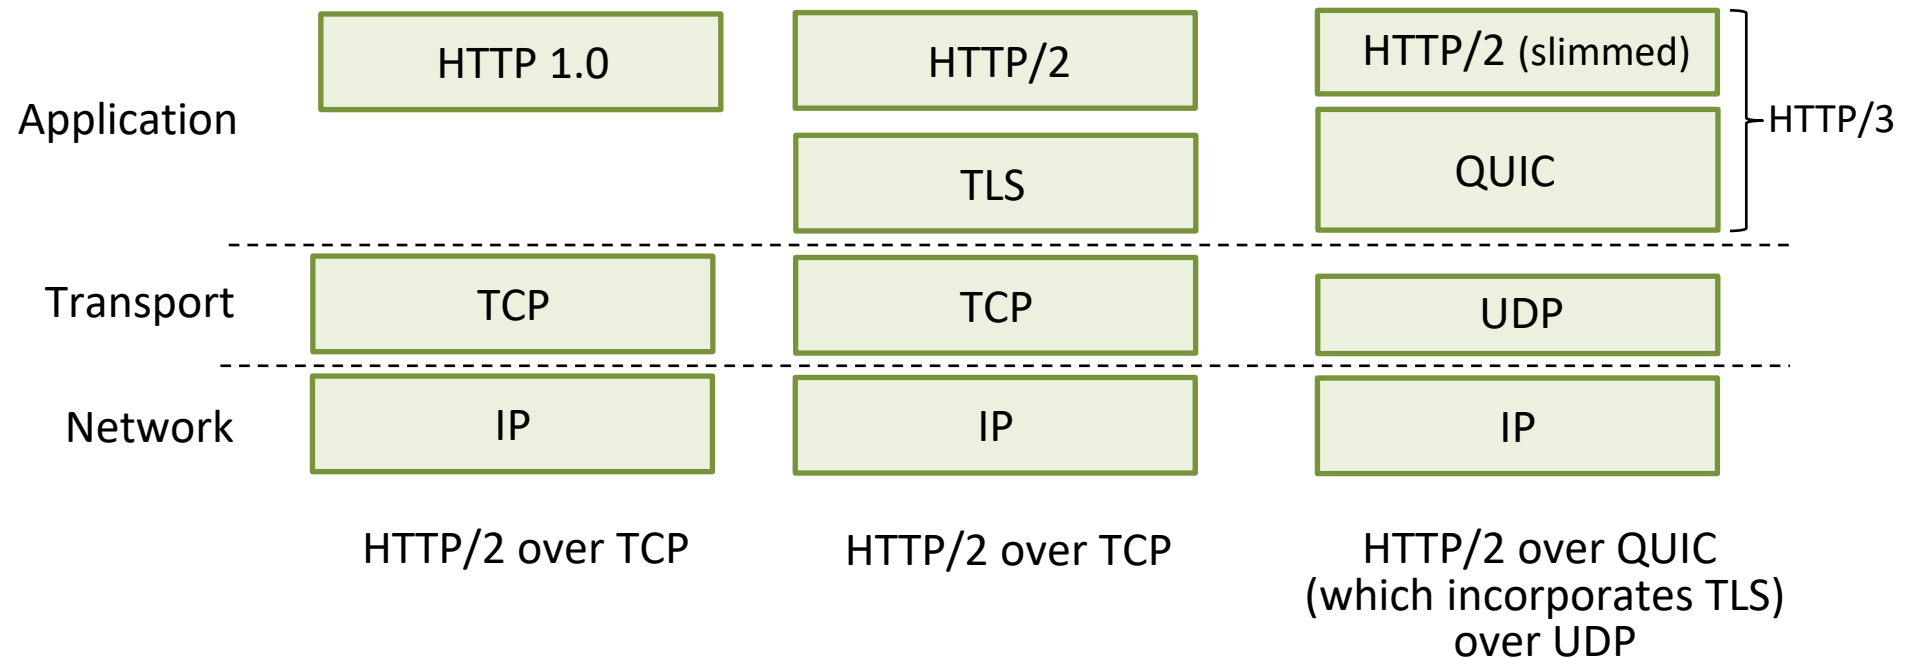 HTTP 1.0
HTTP/2
HTTP/2 (slimmed)
Application
HTTP/3
TLS
QUIC
Transport
TCP
TCP
UDP
Network
IP
IP
IP
HTTP/2 over TCP
HTTP/2 over TCP
HTTP/2 over QUIC
(which incorporates TLS)
over UDP